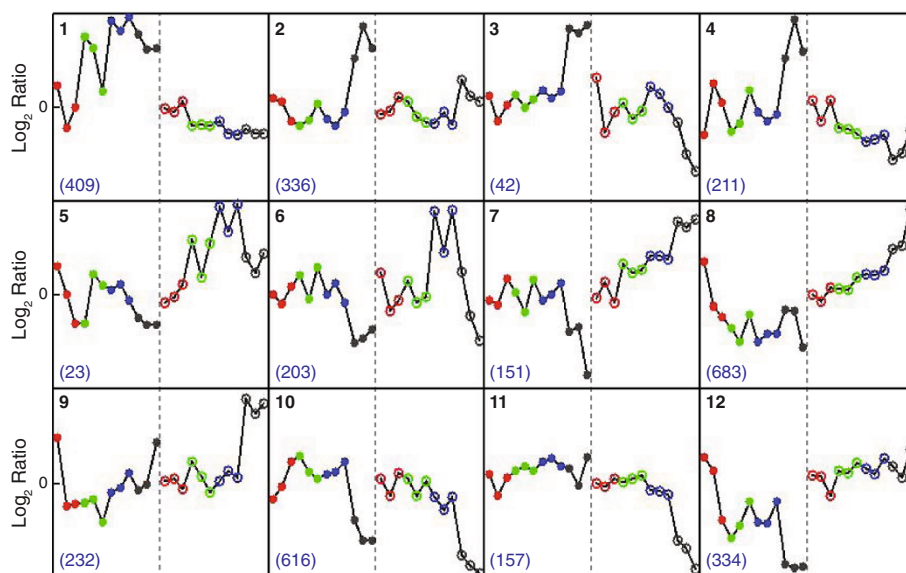 1 2 3 4
Log2 Ratio
0
(409) (336) (42) (211)
5 6 7 8
Log2 Ratio
0
(23) (203) (151) (683)
9 10 11 12
Log2 Ratio
0
(232) (616) (157) (334)